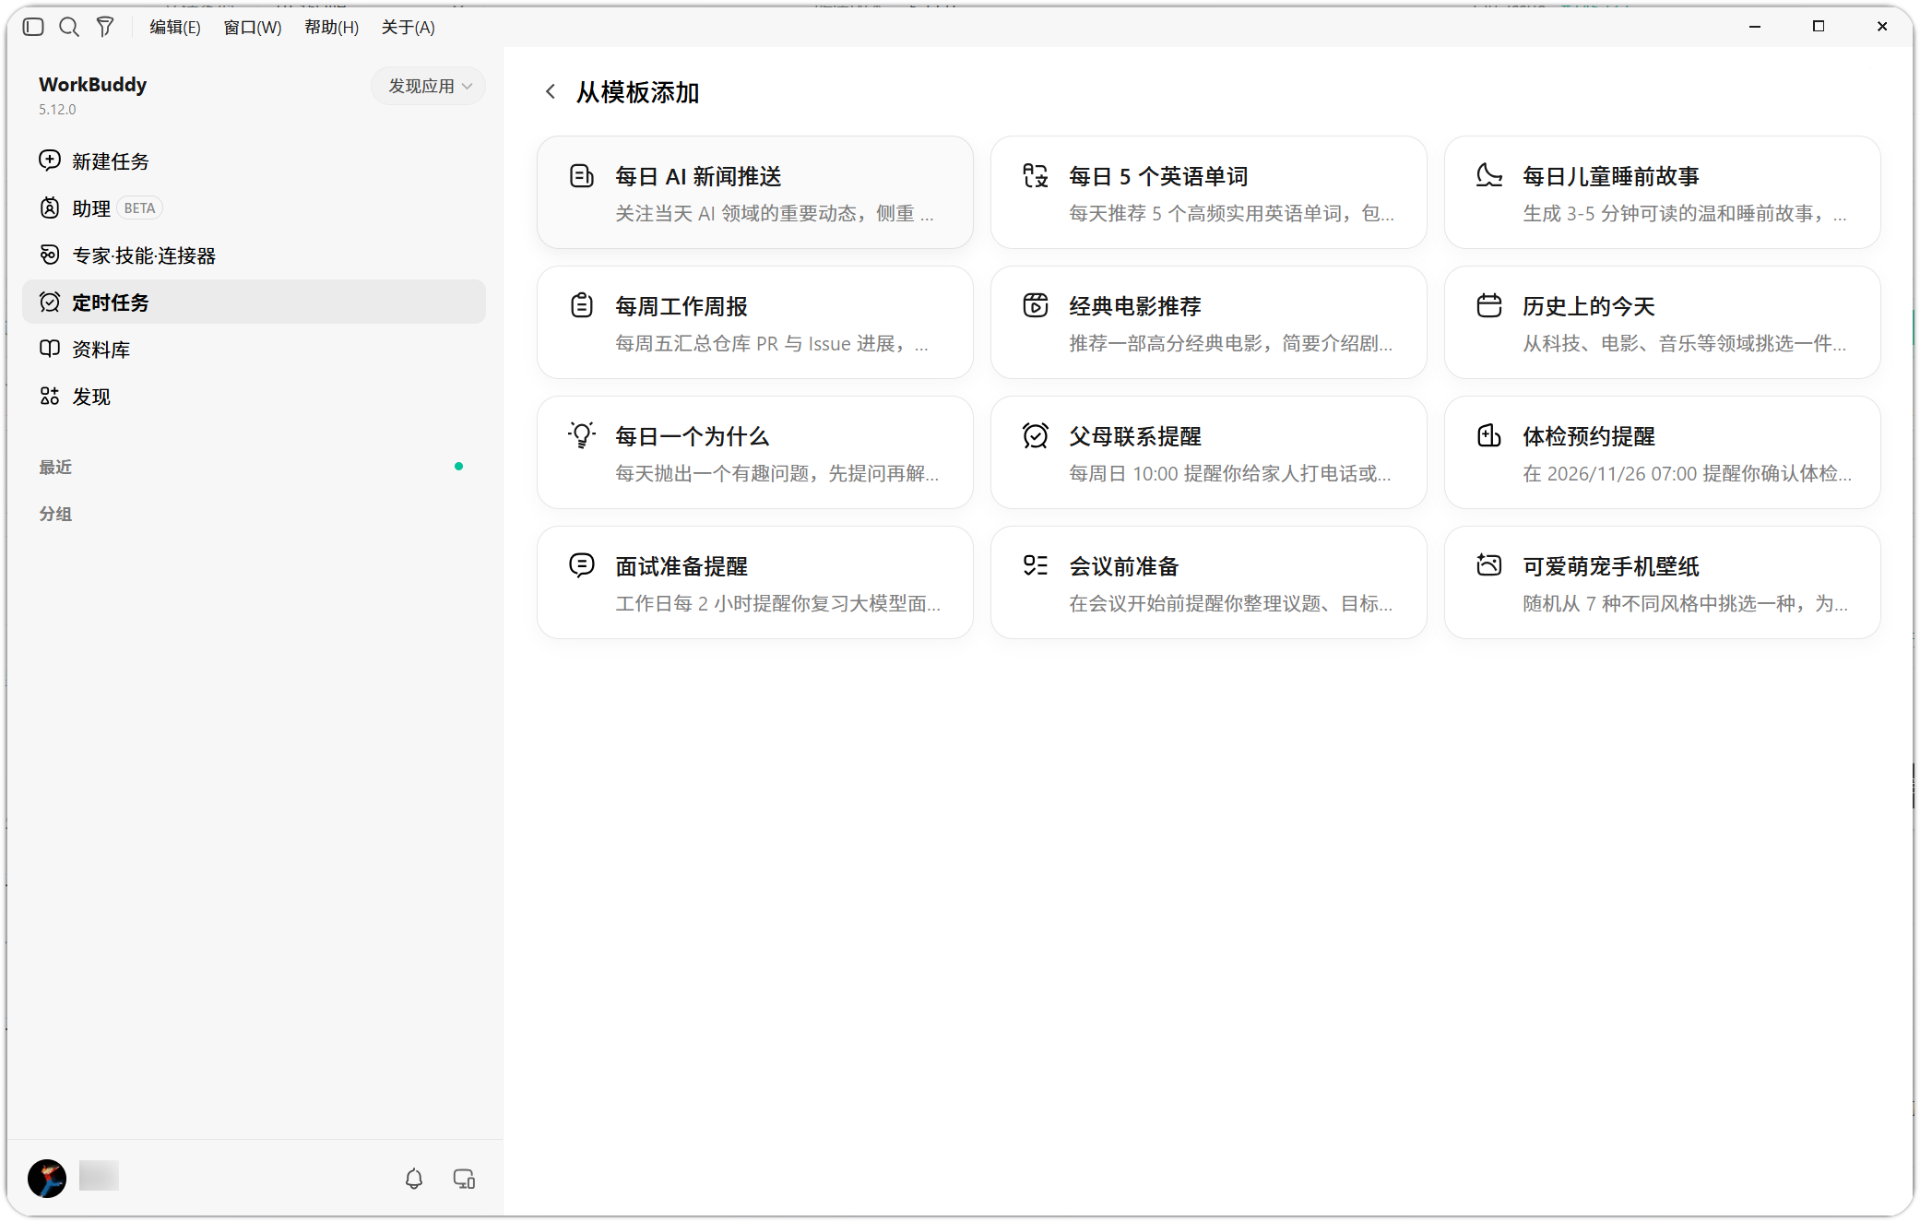 编辑(E) 窗口(W) 帮助(H) 关于(A)
WorkBuddy
5.12.0
发现应用
新建任务
助理 BETA
专家·技能·连接器
定时任务
资料库
发现
最近
分组
从模板添加
每日 AI 新闻推送
关注当天 AI 领域的重要动态，侧重 ...
每日 5 个英语单词
每天推荐 5 个高频实用英语单词，包...
每日儿童睡前故事
生成 3-5 分钟可读的温和睡前故事，...
每周工作周报
每周五汇总仓库 PR 与 Issue 进展，...
经典电影推荐
推荐一部高分经典电影，简要介绍剧...
历史上的今天
从科技、电影、音乐等领域挑选一件...
每日一个为什么
每天抛出一个有趣问题，先提问再解...
父母联系提醒
每周日 10:00 提醒你给家人打电话或...
体检预约提醒
在 2026/11/26 07:00 提醒你确认体检...
面试准备提醒
工作日每 2 小时提醒你复习大模型面...
会议前准备
在会议开始前提醒你整理议题、目标...
可爱萌宠手机壁纸
随机从 7 种不同风格中挑选一种，为...